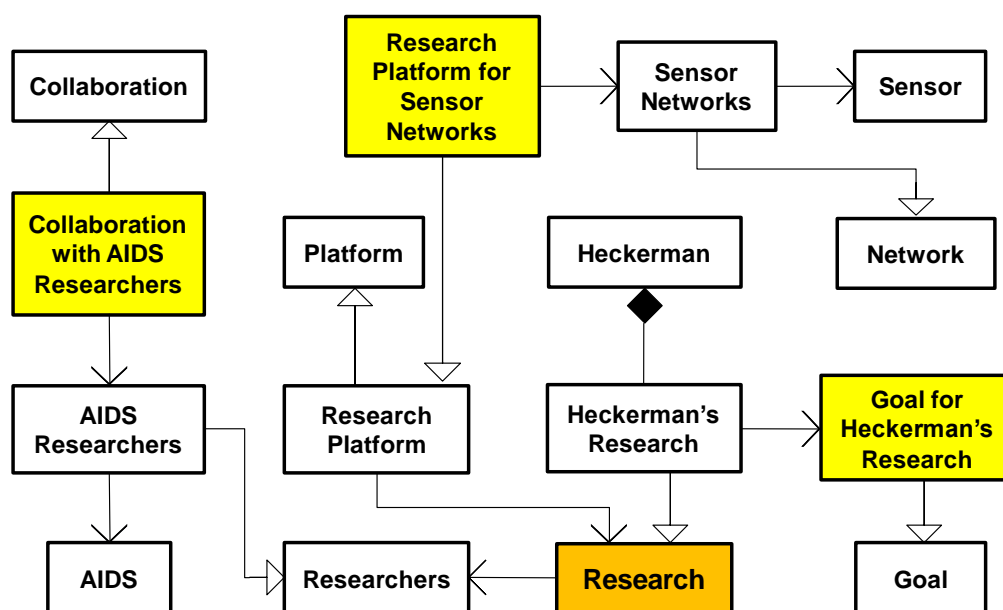 Collaboration
Research
Platform for
Sensor
Networks
Sensor
Networks
Sensor
Collaboration
with AIDS
Researchers
Platform
Heckerman
Network
AIDS
Researchers
Research
Platform
Heckerman’s
Research
Goal for
Heckerman’s
Research
AIDS
Researchers
Research
Goal